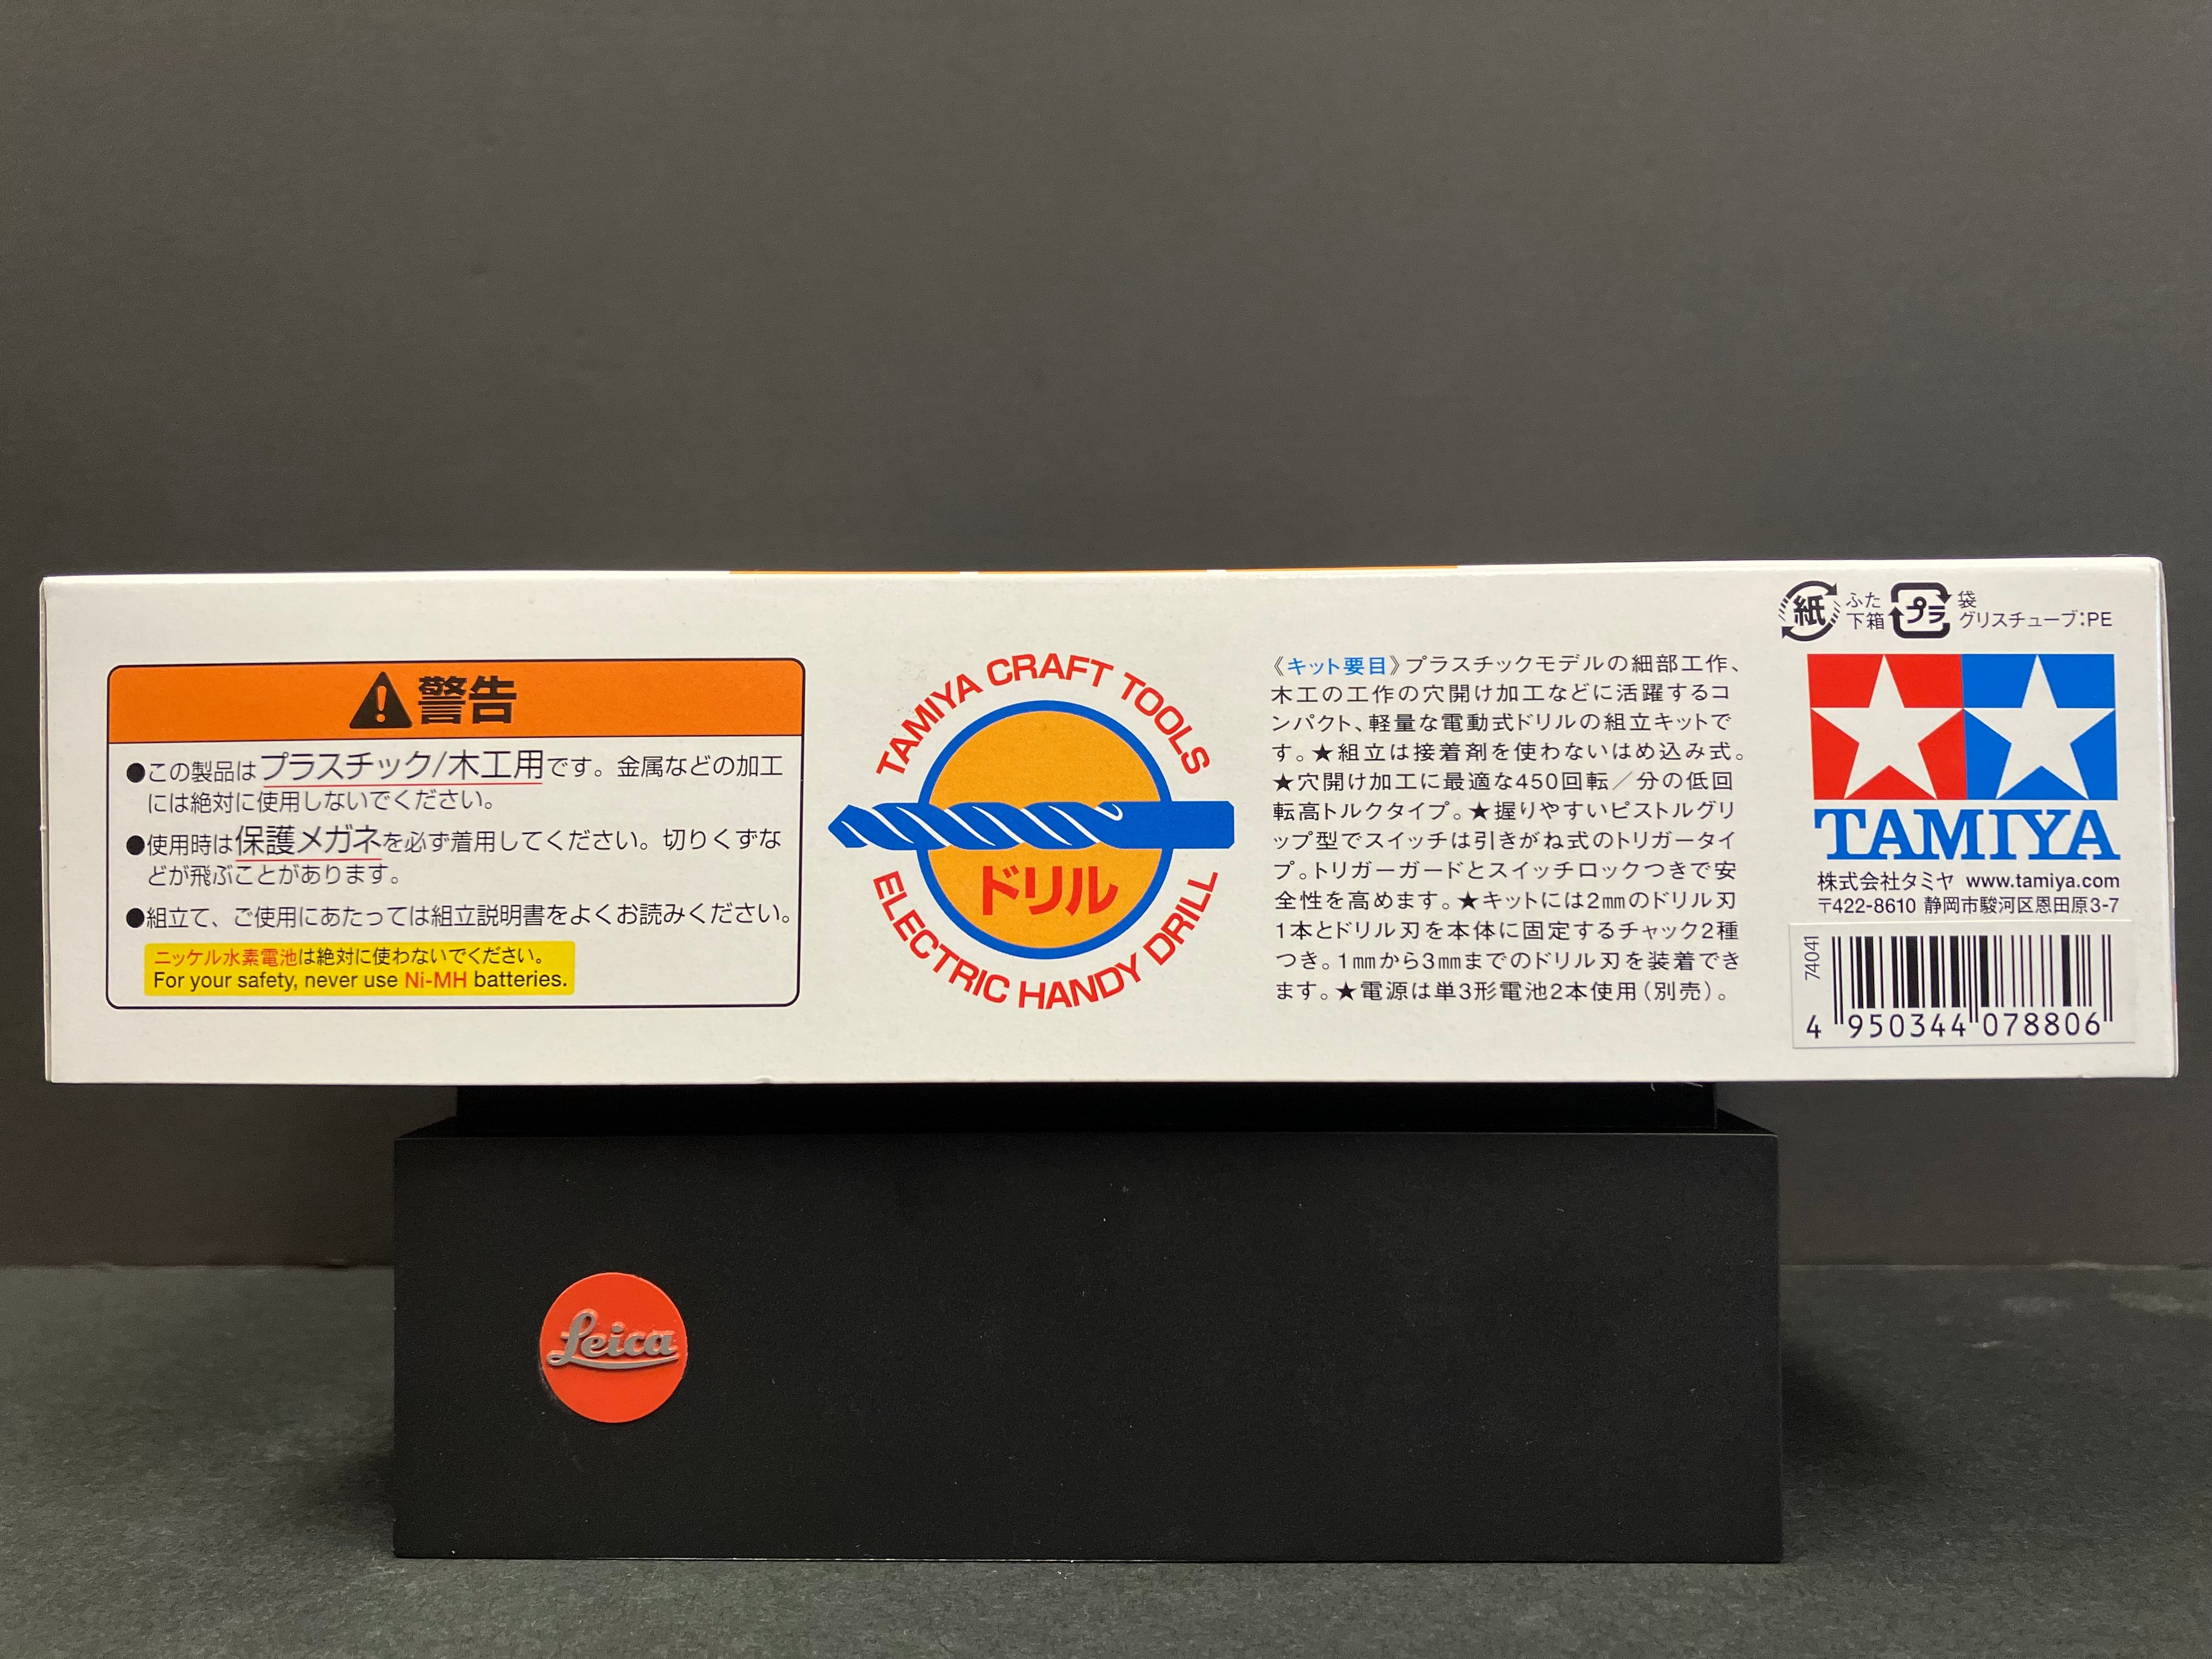 警告
●この製品はプラスチック/木工用です。金属などの加工
には絶対に使用しないでください。
●使用時は保護メガネを必ず着用してください。切りくずな
どが飛ぶことがあります。
●組立て、ご使用にあたっては組立説明書をよくお読みください。
ニッケル水素電池は絶対に使わないでください。
For your safety, never use Ni-MH batteries.
TAMIYA CRAFT TOOLS
ドリル
ELECTRIC HANDY DRILL
《キット要目》プラスチックモデルの細部工作、
木工の工作の穴開け加工などに活躍するコ
ンパクト、軽量な電動式ドリルの組立キットで
す。★組立は接着剤を使わないはめ込み式。
★穴開け加工に最適な450回転/分の低回
転高トルクタイプ。★握りやすいピストルグリ
ップ型でスイッチは引きがね式のトリガータイ
プ。トリガーガードとスイッチロックつきで安
全性を高めます。★キットには2mmのドリル刃
1本とドリル刃を本体に固定するチャック2種
つき。1mmから3mmまでのドリル刃を装着でき
ます。★電源は単3形電池2本使用(別売)。
紙 ふた 下箱
プラ 袋 グリスチューブ:PE
TAMIYA
株式会社タミヤ www.tamiya.com
〒422-8610 静岡市駿河区恩田原3-7
74041
4 950344 078806
Leica